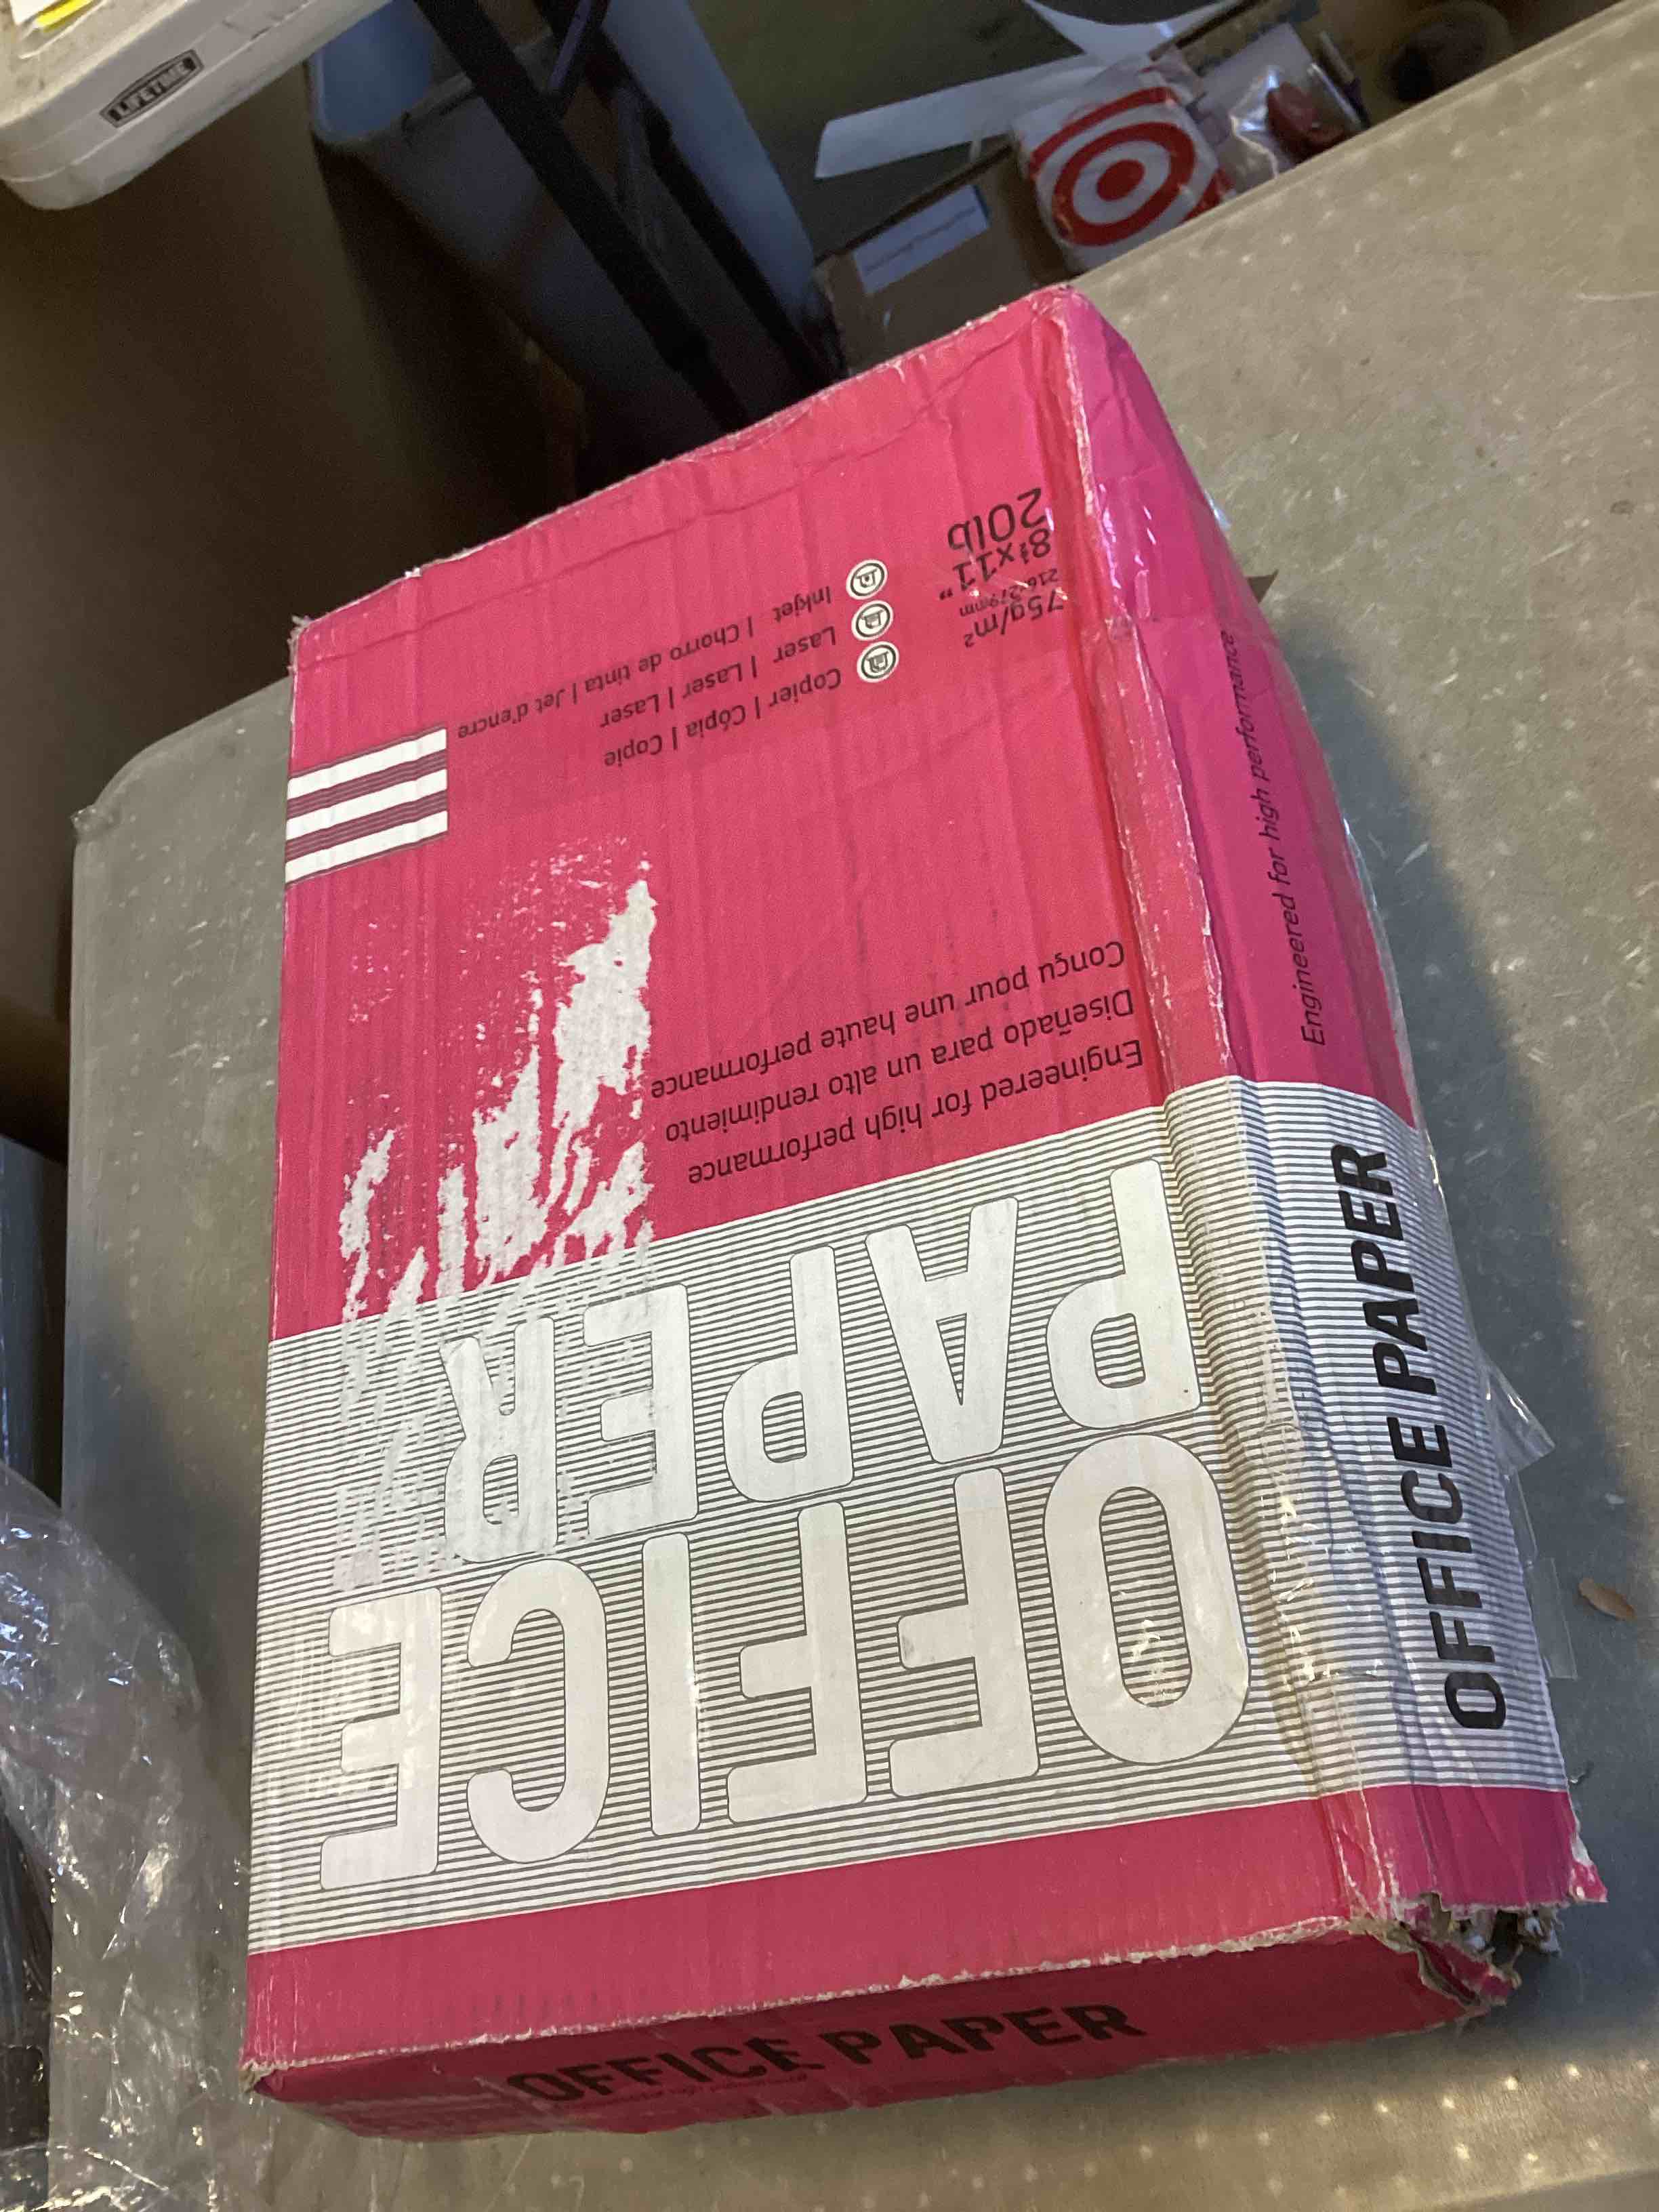 LIFETIME
OFFICE
PAPER
Engineered for high performance
Diseñado para un alto rendimiento
Conçu pour une haute performance
Copier | Cópia | Copie
Laser | Laser | Laser
Inkjet | Chorro de tinta | Jet d'encre
75g/m²
216x279mm
8½x11"
20lb
OFFICE PAPER
Engineered for high performance
OFFICE PAPER